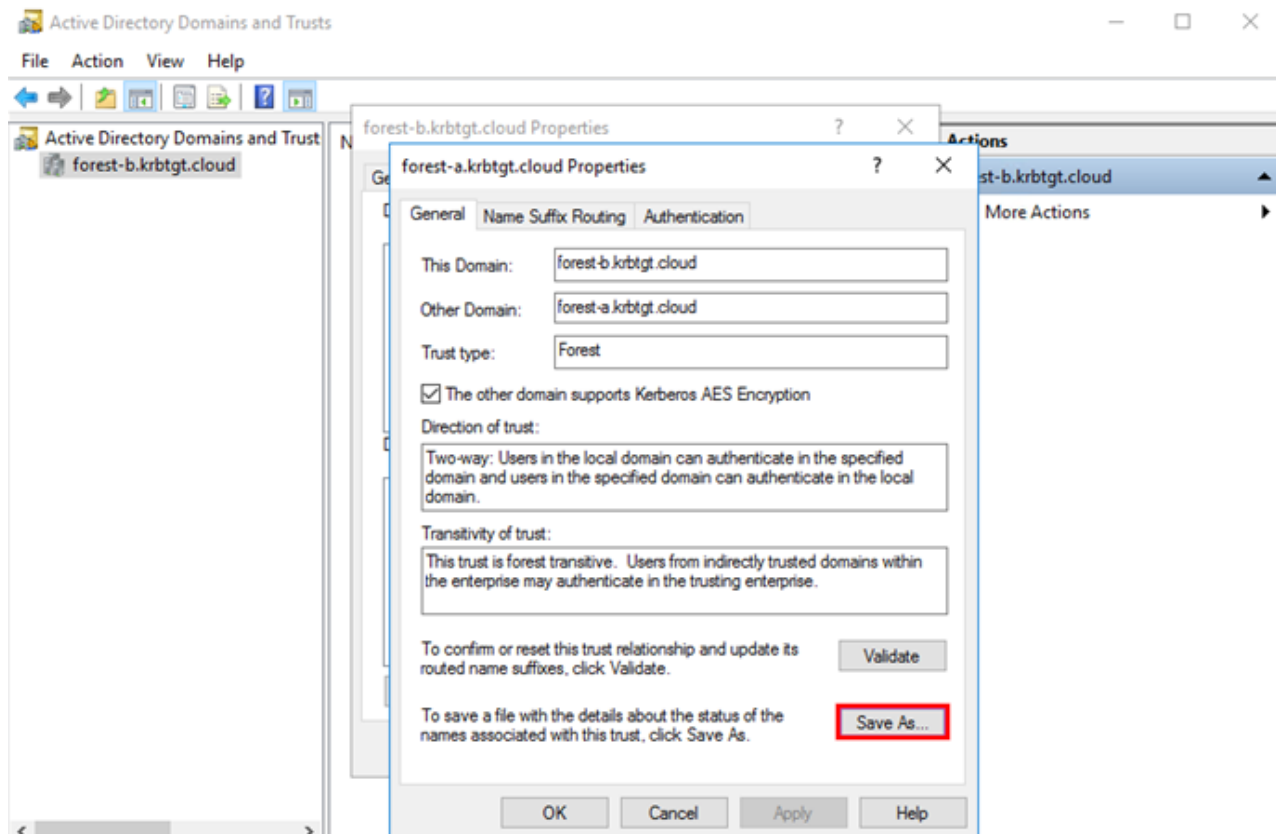 Active Directory Domains and Trusts
File Action View Help
Active Directory Domains and Trust
forest-b.krbtgt.cloud
N
forest-b.krbtgt.cloud Properties
?
Ge
forest-a.krbtgt.cloud Properties
?
General
Name Suffix Routing
Authentication
This Domain:
forest-b.krbtgt.cloud
Other Domain:
forest-a.krbtgt.cloud
Trust type:
Forest
The other domain supports Kerberos AES Encryption
Direction of trust:
Two-way: Users in the local domain can authenticate in the specified
domain and users in the specified domain can authenticate in the local
domain.
Transitivity of trust:
This trust is forest transitive. Users from indirectly trusted domains within
the enterprise may authenticate in the trusting enterprise.
To confirm or reset this trust relationship and update its
routed name suffixes, click Validate.
Validate
To save a file with the details about the status of the
names associated with this trust, click Save As.
Save As...
OK
Cancel
Apply
Help
Actions
st-b.krbtgt.cloud
More Actions